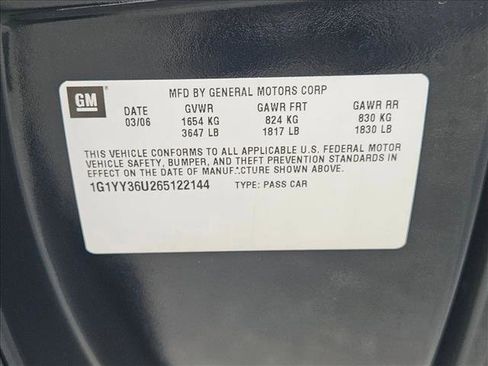 GM
MFD BY GENERAL MOTORS CORP
DATE GVWR GAWR FRT GAWR RR
03/06 1654 KG 824 KG 830 KG
3647 LB 1817 LB 1830 LB
THIS VEHICLE CONFORMS TO ALL APPLICABLE U.S. FEDERAL MOTOR
VEHICLE SAFETY, BUMPER, AND THEFT PREVENTION STANDARDS
IN EFFECT ON THE DATE OF MANUFACTURE SHOWN ABOVE.
1G1YY36U265122144 TYPE: PASS CAR